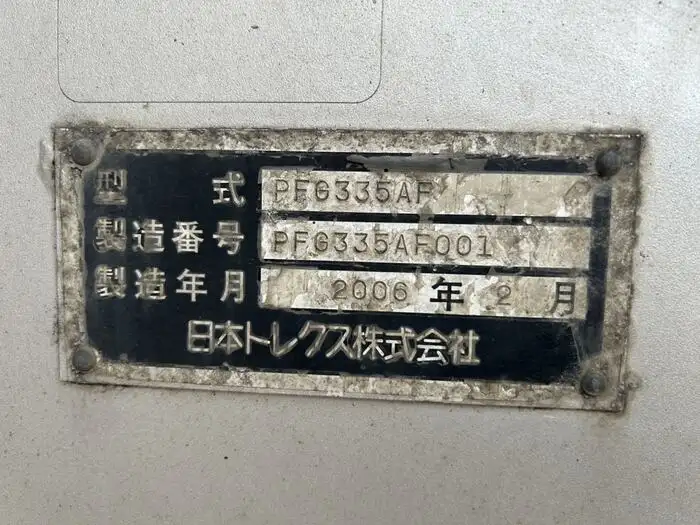 型 式 PFG335AF
製造番号 PFG335AF001
製造年月 2006 年 2 月
日本トレクス株式会社